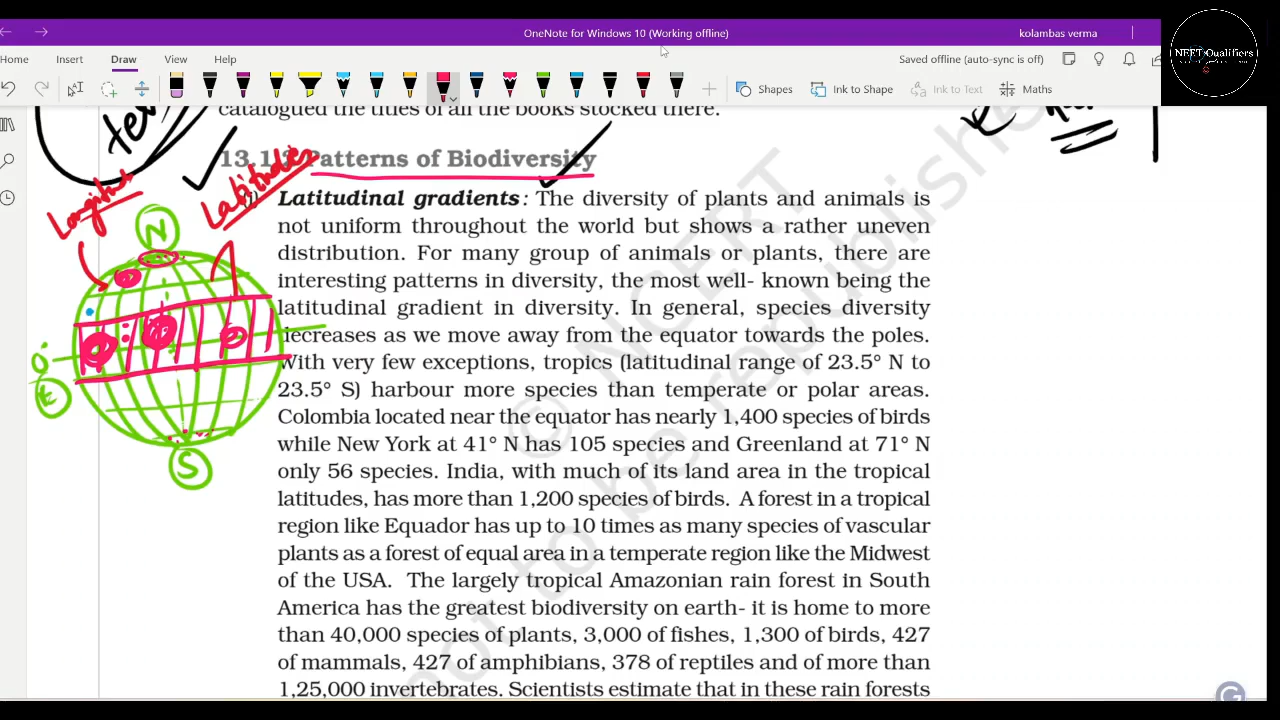 OneNote for Windows 10 (Working offline)
kolambas verma
Home Insert Draw View Help
Saved offline (auto-sync is off)
NEET Qualifiers
Shapes Ink to Shape Ink to Text Maths
catalogued the titles of all the books stocked there.
Patterns of Biodiversity
Longitudes
Latitudes
Latitudinal gradients: The diversity of plants and animals is
not uniform throughout the world but shows a rather uneven
distribution. For many group of animals or plants, there are
interesting patterns in diversity, the most well- known being the
latitudinal gradient in diversity. In general, species diversity
decreases as we move away from the equator towards the poles.
With very few exceptions, tropics (latitudinal range of 23.5° N to
23.5° S) harbour more species than temperate or polar areas.
Colombia located near the equator has nearly 1,400 species of birds
while New York at 41° N has 105 species and Greenland at 71° N
only 56 species. India, with much of its land area in the tropical
latitudes, has more than 1,200 species of birds. A forest in a tropical
region like Equador has up to 10 times as many species of vascular
plants as a forest of equal area in a temperate region like the Midwest
of the USA. The largely tropical Amazonian rain forest in South
America has the greatest biodiversity on earth- it is home to more
than 40,000 species of plants, 3,000 of fishes, 1,300 of birds, 427
of mammals, 427 of amphibians, 378 of reptiles and of more than
1,25,000 invertebrates. Scientists estimate that in these rain forests
N
0°
E
S
© NCERT
not to be republished